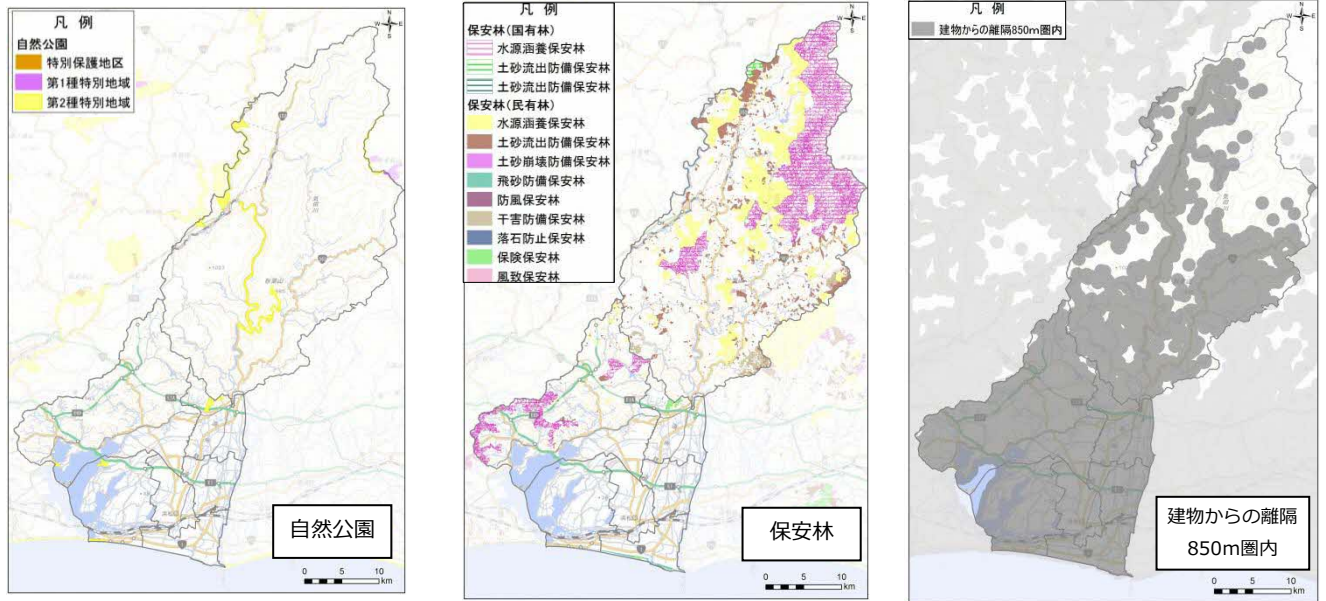 凡 例
自然公園
特別保護地区
第1種特別地域
第2種特別地域
自然公園
0 5 10
km
凡 例
保安林(国有林)
水源涵養保安林
土砂流出防備保安林
土砂流出防備保安林
保安林(民有林)
水源涵養保安林
土砂流出防備保安林
土砂崩壊防備保安林
飛砂防備保安林
防風保安林
干害防備保安林
落石防止保安林
保険保安林
風致保安林
保安林
0 5 10
km
凡 例
建物からの離隔850m圏内
建物からの離隔
850m圏内
0 5 10
km